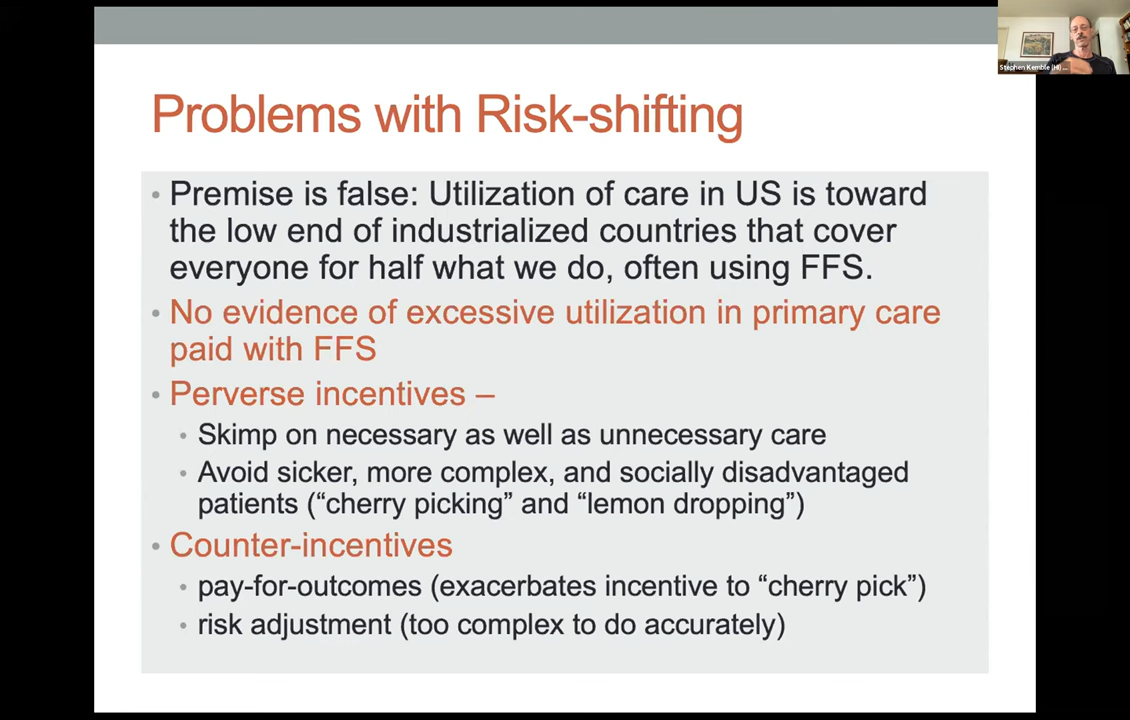 Stephen Kemble (HI) ...
Problems with Risk-shifting
• Premise is false: Utilization of care in US is toward
the low end of industrialized countries that cover
everyone for half what we do, often using FFS.
• No evidence of excessive utilization in primary care
paid with FFS
• Perverse incentives –
• Skimp on necessary as well as unnecessary care
• Avoid sicker, more complex, and socially disadvantaged
patients (“cherry picking” and “lemon dropping”)
• Counter-incentives
• pay-for-outcomes (exacerbates incentive to “cherry pick”)
• risk adjustment (too complex to do accurately)